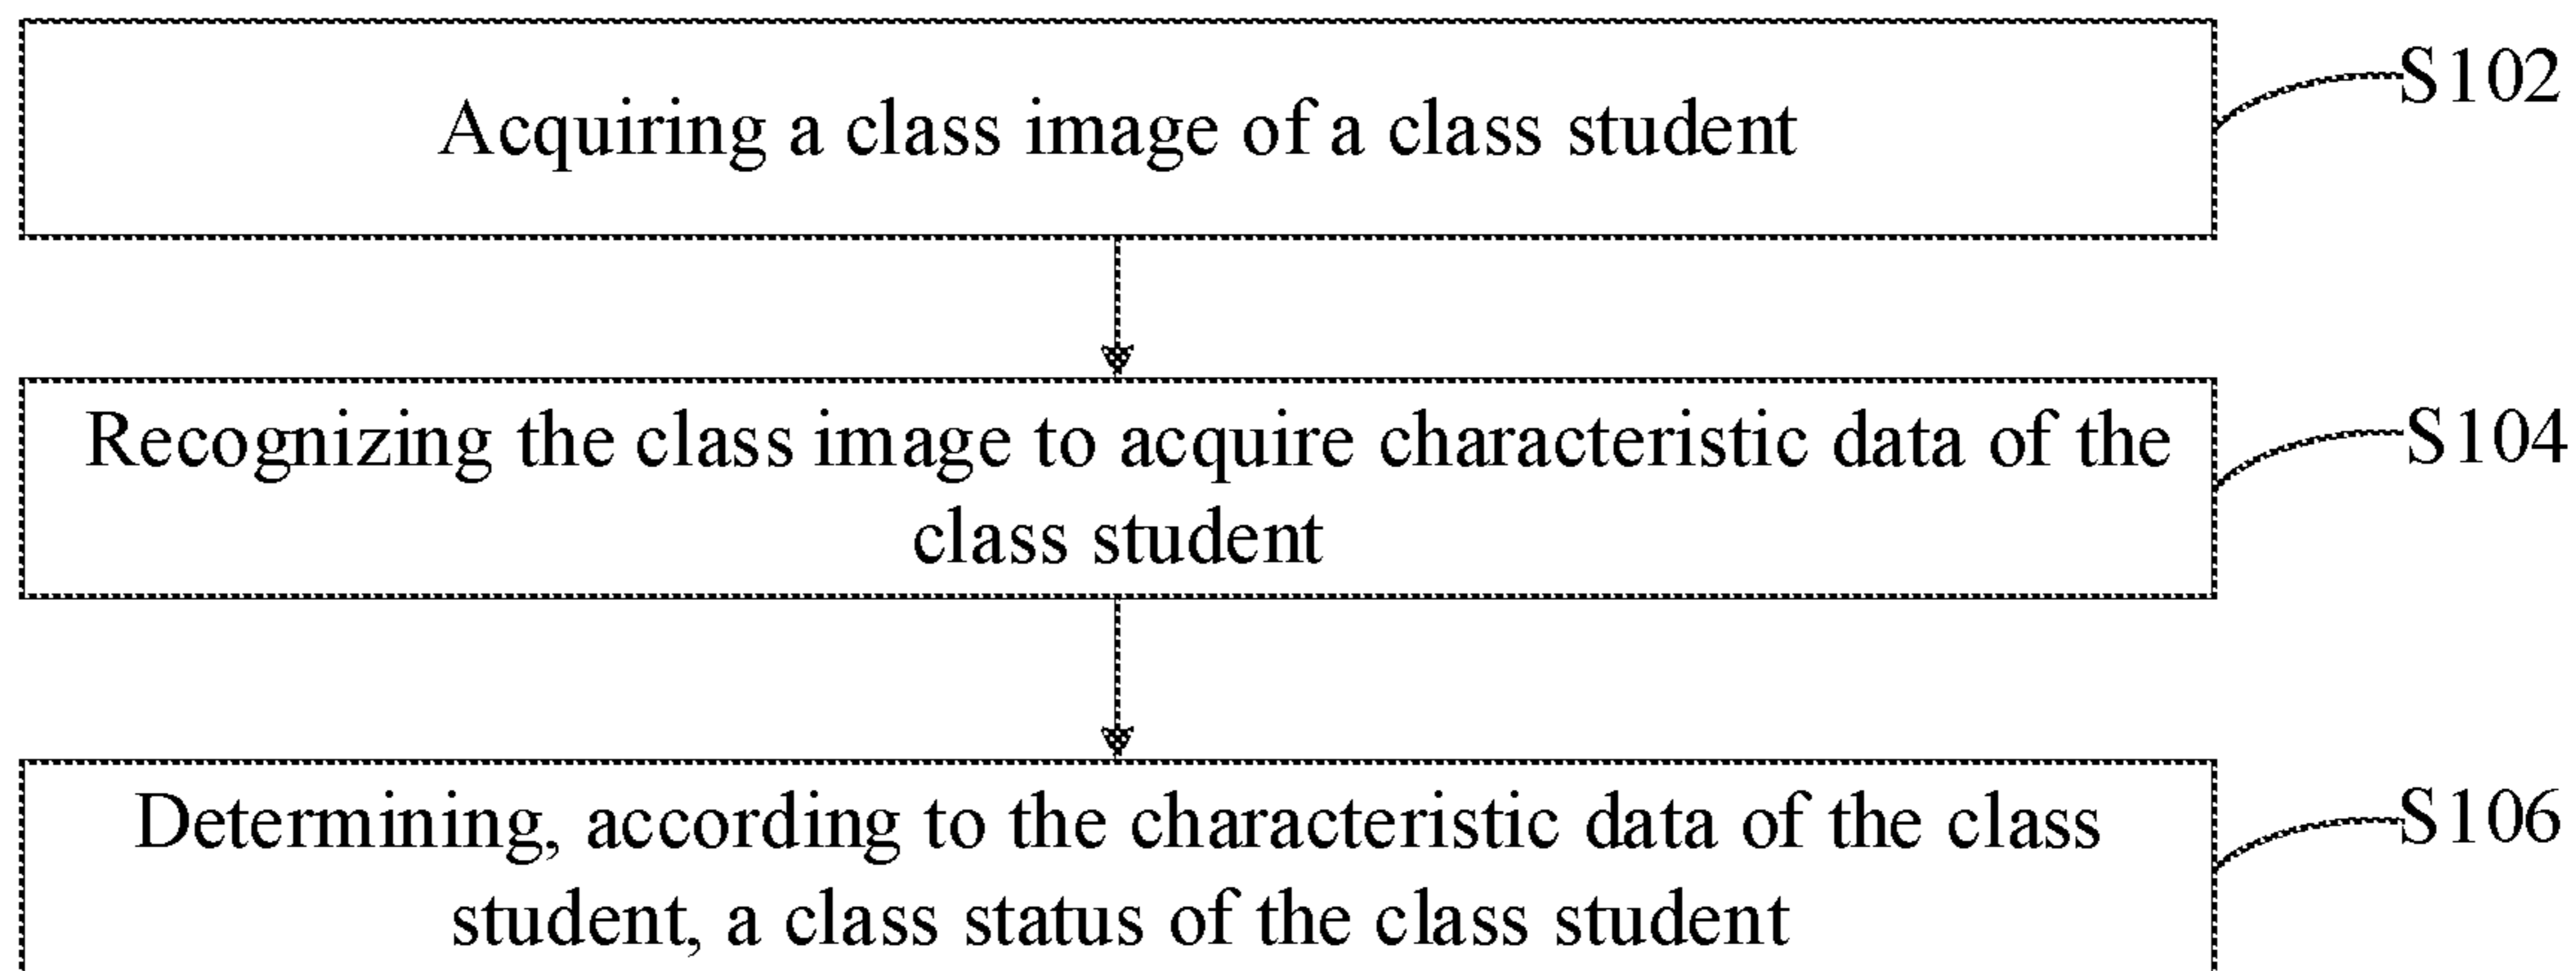 Acquiring a class image of a class student
S102
Recognizing the class image to acquire characteristic data of the
class student
S104
Determining, according to the characteristic data of the class
student, a class status of the class student
S106